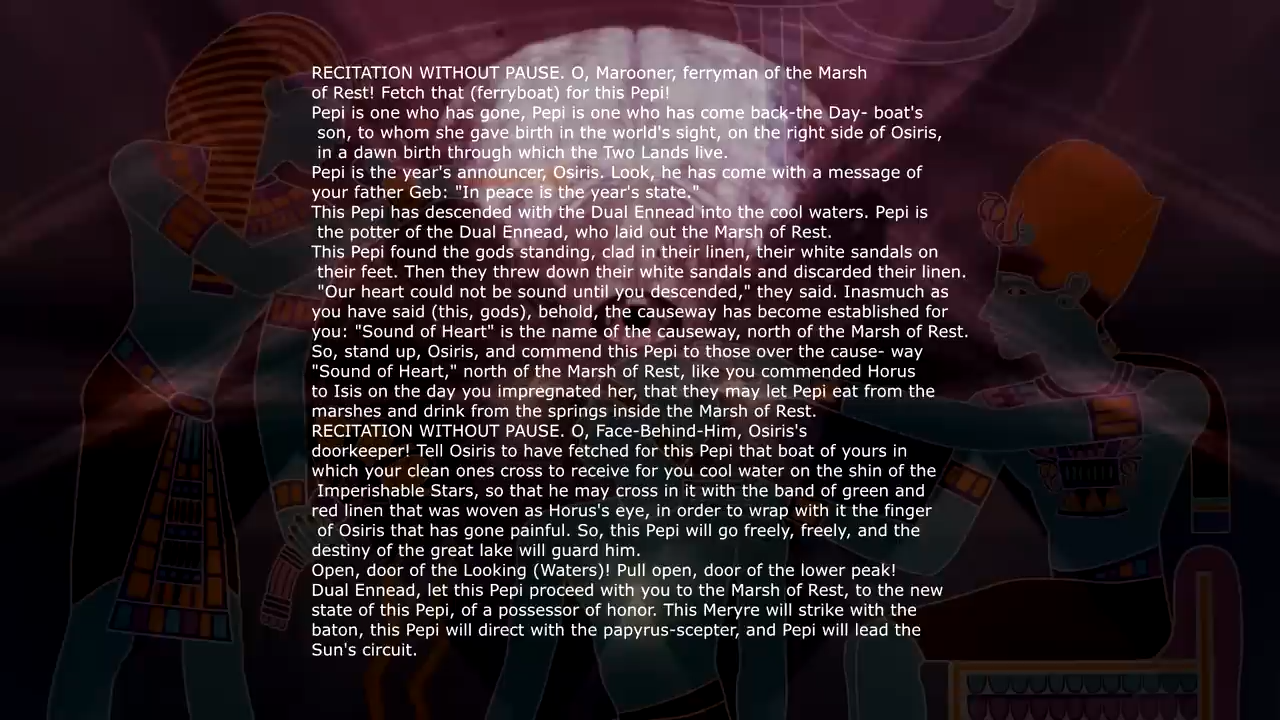 RECITATION WITHOUT PAUSE. O, Marooner, ferryman of the Marsh
of Rest! Fetch that (ferryboat) for this Pepi!
Pepi is one who has gone, Pepi is one who has come back-the Day- boat's
son, to whom she gave birth in the world's sight, on the right side of Osiris,
in a dawn birth through which the Two Lands live.
Pepi is the year's announcer, Osiris. Look, he has come with a message of
your father Geb: "In peace is the year's state."
This Pepi has descended with the Dual Ennead into the cool waters. Pepi is
the potter of the Dual Ennead, who laid out the Marsh of Rest.
This Pepi found the gods standing, clad in their linen, their white sandals on
their feet. Then they threw down their white sandals and discarded their linen.
"Our heart could not be sound until you descended," they said. Inasmuch as
you have said (this, gods), behold, the causeway has become established for
you: "Sound of Heart" is the name of the causeway, north of the Marsh of Rest.
So, stand up, Osiris, and commend this Pepi to those over the cause- way
"Sound of Heart," north of the Marsh of Rest, like you commended Horus
to Isis on the day you impregnated her, that they may let Pepi eat from the
marshes and drink from the springs inside the Marsh of Rest.
RECITATION WITHOUT PAUSE. O, Face-Behind-Him, Osiris's
doorkeeper! Tell Osiris to have fetched for this Pepi that boat of yours in
which your clean ones cross to receive for you cool water on the shin of the
Imperishable Stars, so that he may cross in it with the band of green and
red linen that was woven as Horus's eye, in order to wrap with it the finger
of Osiris that has gone painful. So, this Pepi will go freely, freely, and the
destiny of the great lake will guard him.
Open, door of the Looking (Waters)! Pull open, door of the lower peak!
Dual Ennead, let this Pepi proceed with you to the Marsh of Rest, to the new
state of this Pepi, of a possessor of honor. This Meryre will strike with the
baton, this Pepi will direct with the papyrus-scepter, and Pepi will lead the
Sun's circuit.